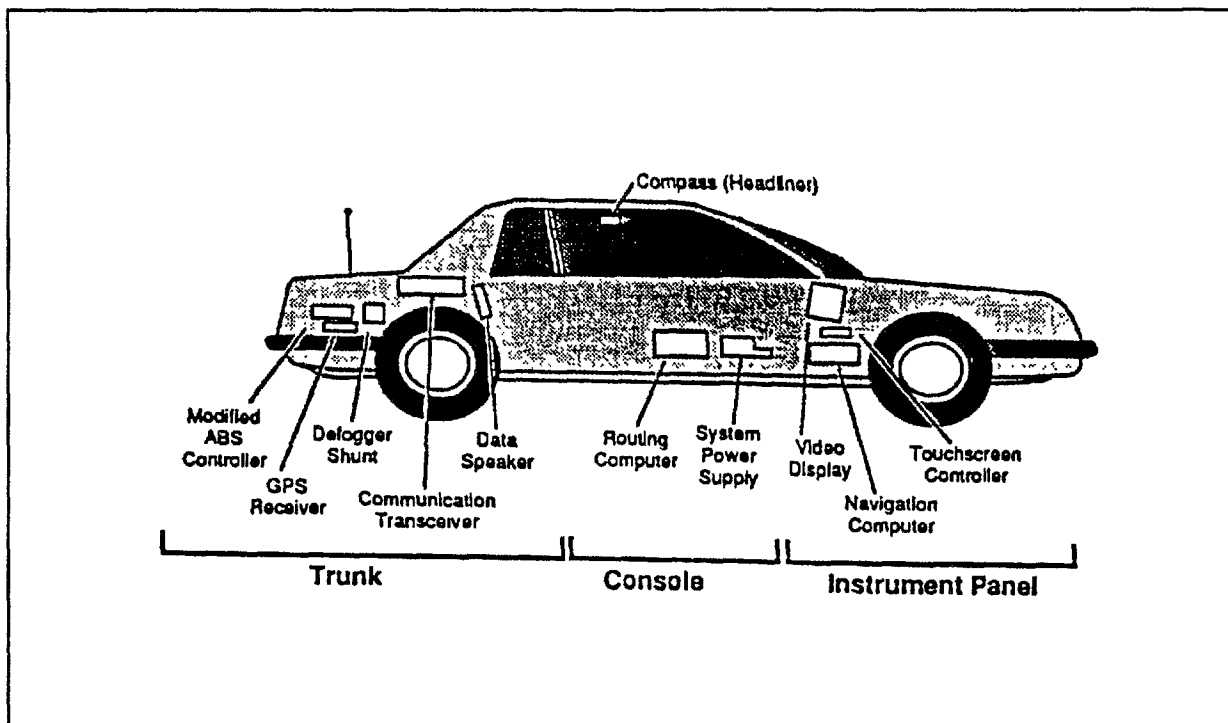 Compass (Headliner)
Modified
ABS
Controller
GPS
Receiver
Defogger
Shunt
Communication
Transceiver
Data
Speaker
Routing
Computer
System
Power
Supply
Video
Display
Navigation
Computer
Touchscreen
Controller
Trunk
Console
Instrument Panel